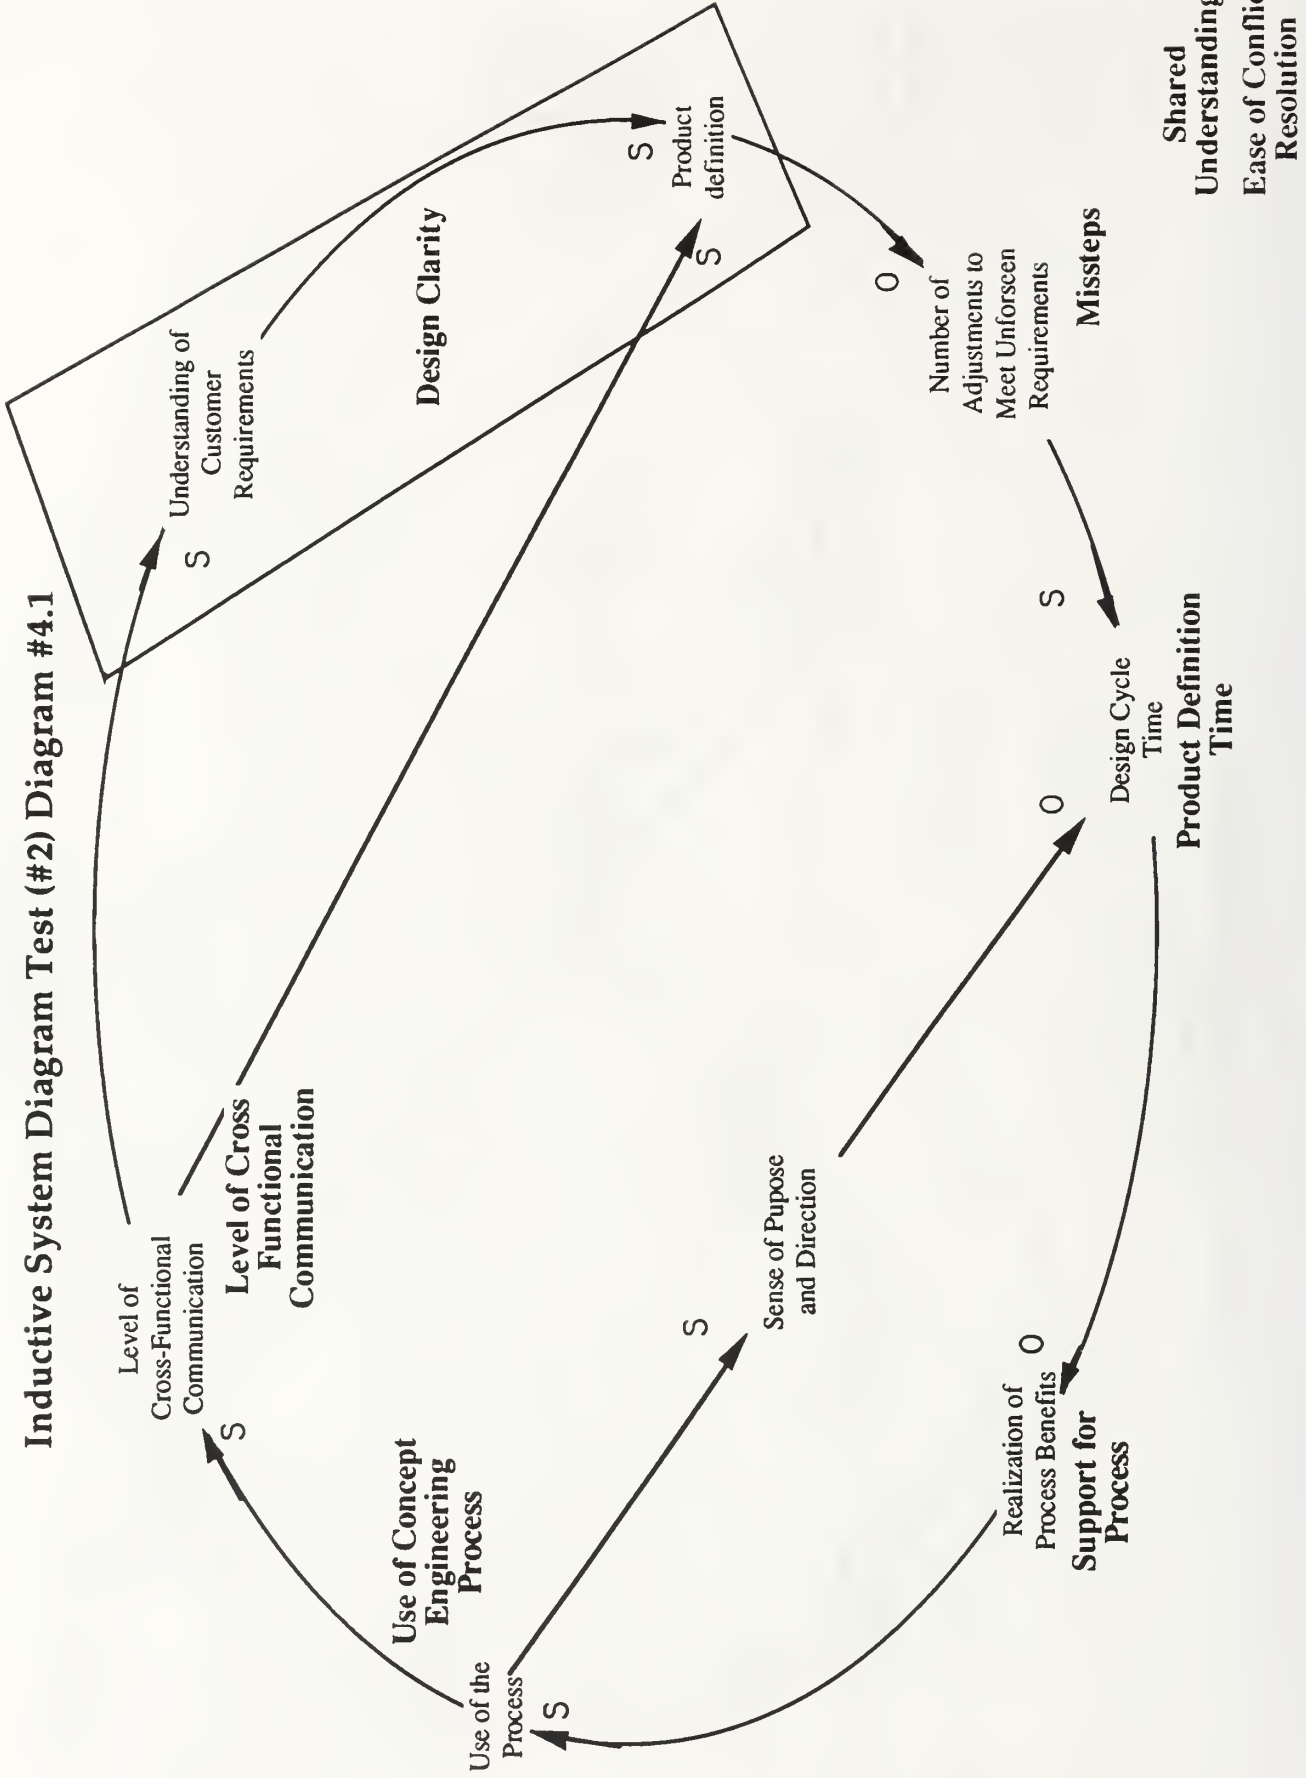 Inductive System Diagram Test (#2) Diagram #4.1
Level of
Cross-Functional
Communication
S
Level of Cross
Functional
Communication
Understanding of
Customer
Requirements
S
Design Clarity
Product
definition
S
S
Number of
Adjustments to
Meet Unforscen
Requirements
O
Missteps
Design Cycle
Time
S
O
Product Definition
Time
Sense of Pupose
and Direction
S
Realization of
Process Benefits
O
Support for
Process
Use of the
Process
S
Use of Concept
Engineering
Process
Shared
Understanding
Ease of Conflic
Resolution